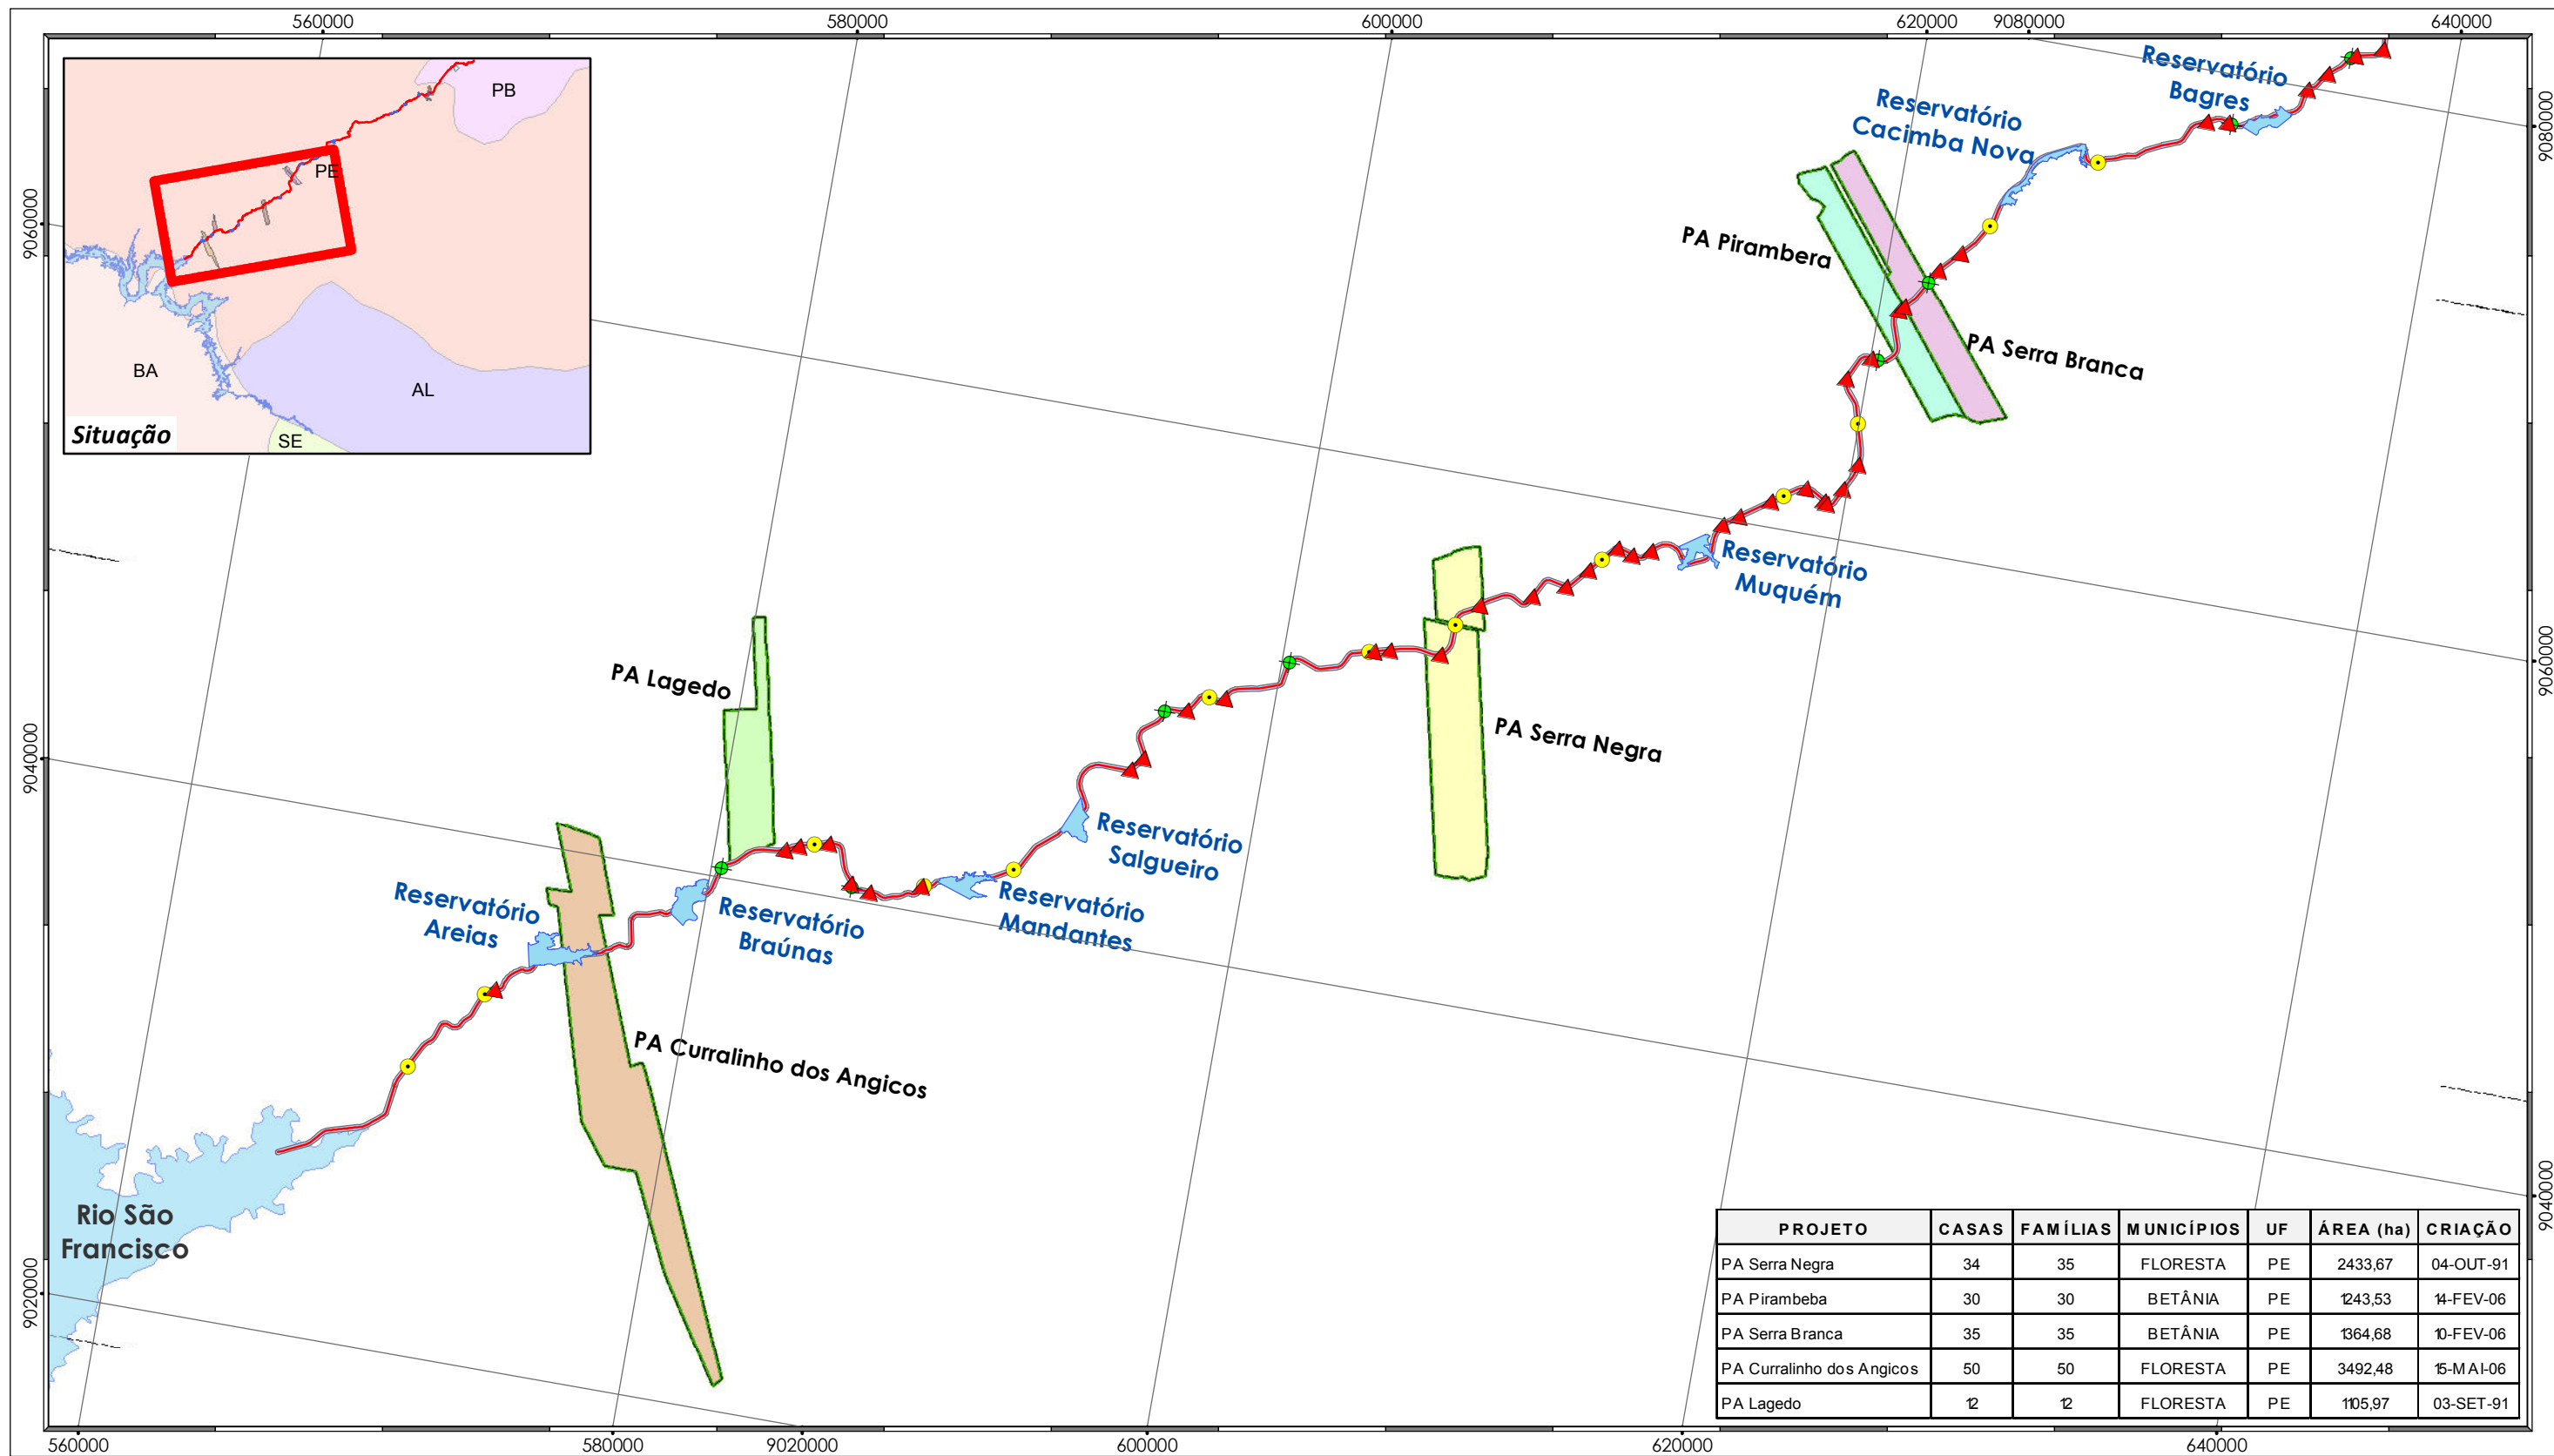 560000
580000
600000
620000
9080000
640000
PB
PE
BA
AL
SE
Situação
9060000
9040000
9020000
9080000
9060000
9040000
Reservatório
Bagres
Reservatório
Cacimba Nova
PA Pirambera
PA Serra Branca
Reservatório
Muquém
PA Serra Negra
PA Lagedo
Reservatório
Salgueiro
Reservatório
Mandantes
Reservatório
Braúnas
Reservatório
Areias
PA Curralinho dos Angicos
Rio São
Francisco
PROJETO CASAS FAMÍLIAS MUNICÍPIOS UF ÁREA (ha) CRIAÇÃO
PA Serra Negra 34 35 FLORESTA PE 2433,67 04-OUT-91
PA Pirambeba 30 30 BETÂNIA PE 1243,53 14-FEV-06
PA Serra Branca 35 35 BETÂNIA PE 1364,68 10-FEV-06
PA Curralinho dos Angicos 50 50 FLORESTA PE 3492,48 15-MAI-06
PA Lagedo 12 12 FLORESTA PE 1105,97 03-SET-91
560000
580000
9020000
600000
620000
640000